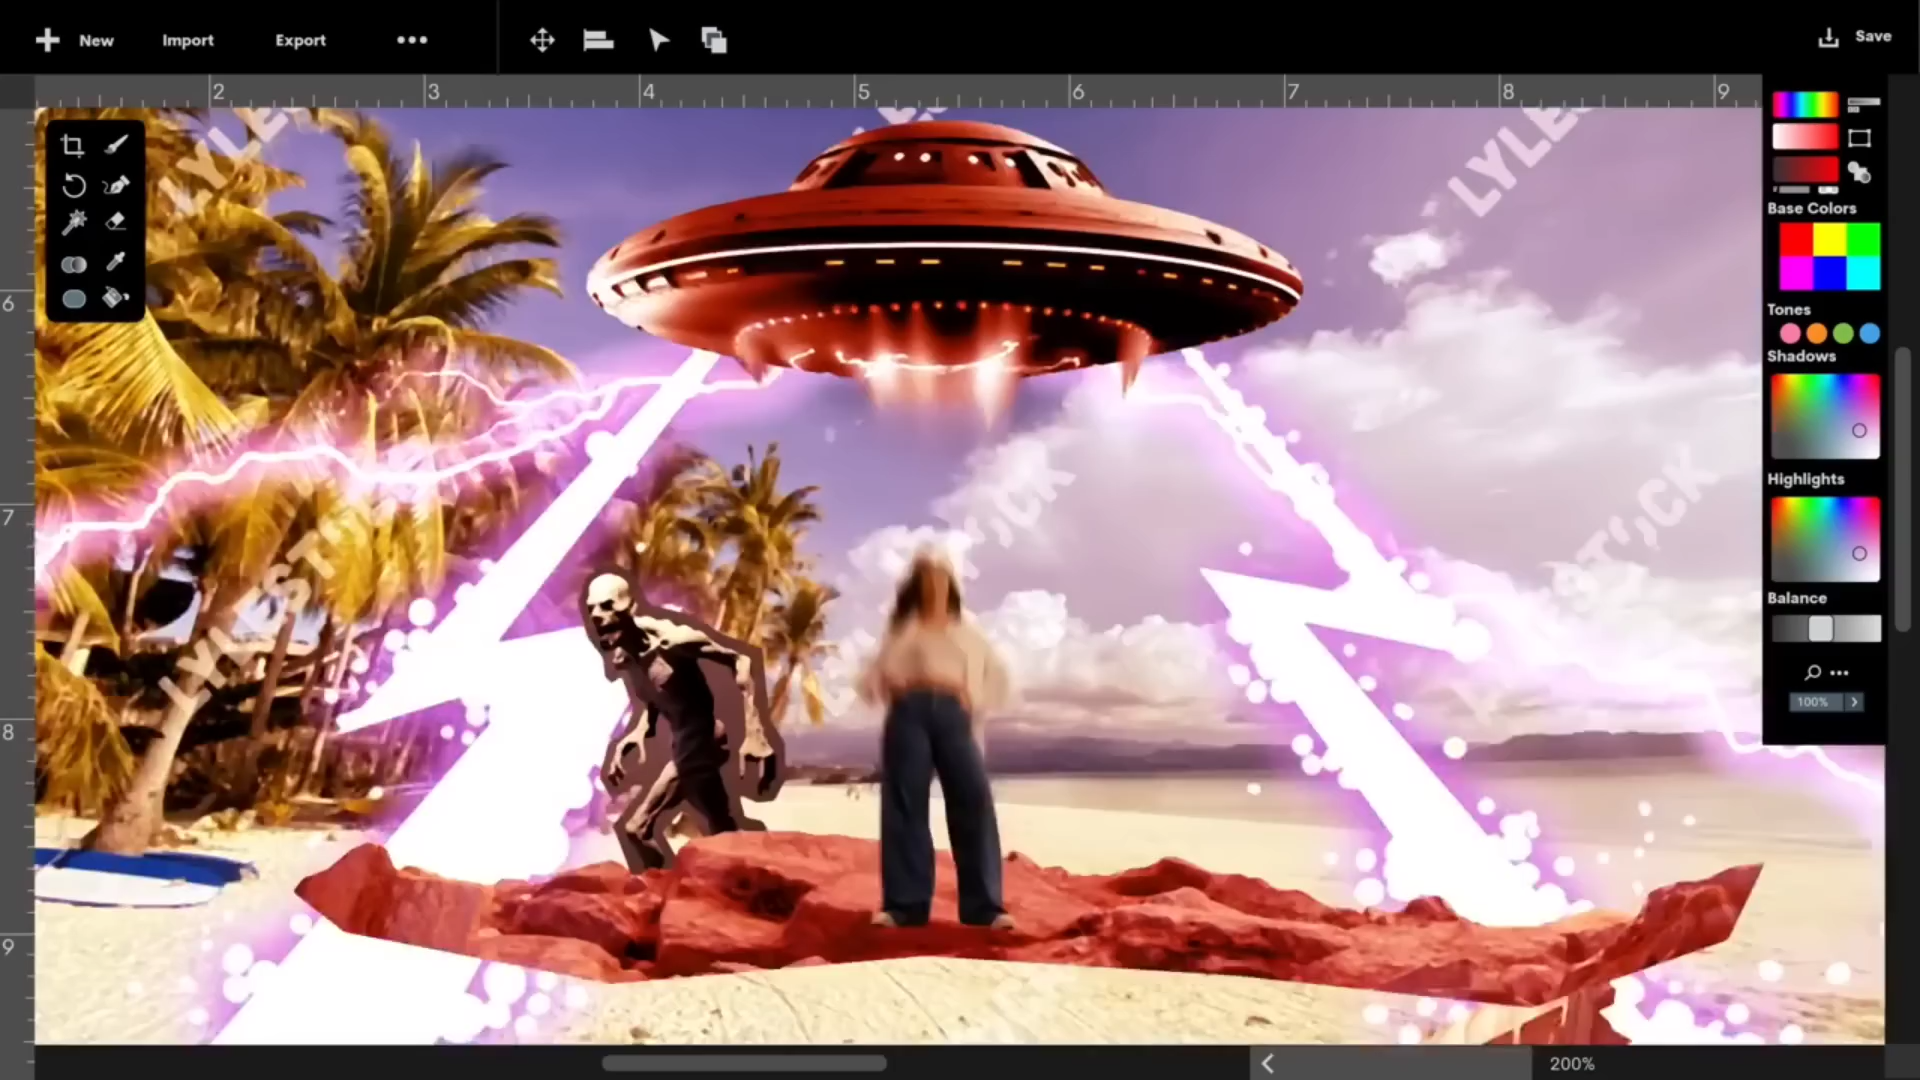 New Import Export
Save
2 3 4 5 6 7 8 9
6
7
8
9
Base Colors
Tones
Shadows
Highlights
Balance
100%
200%